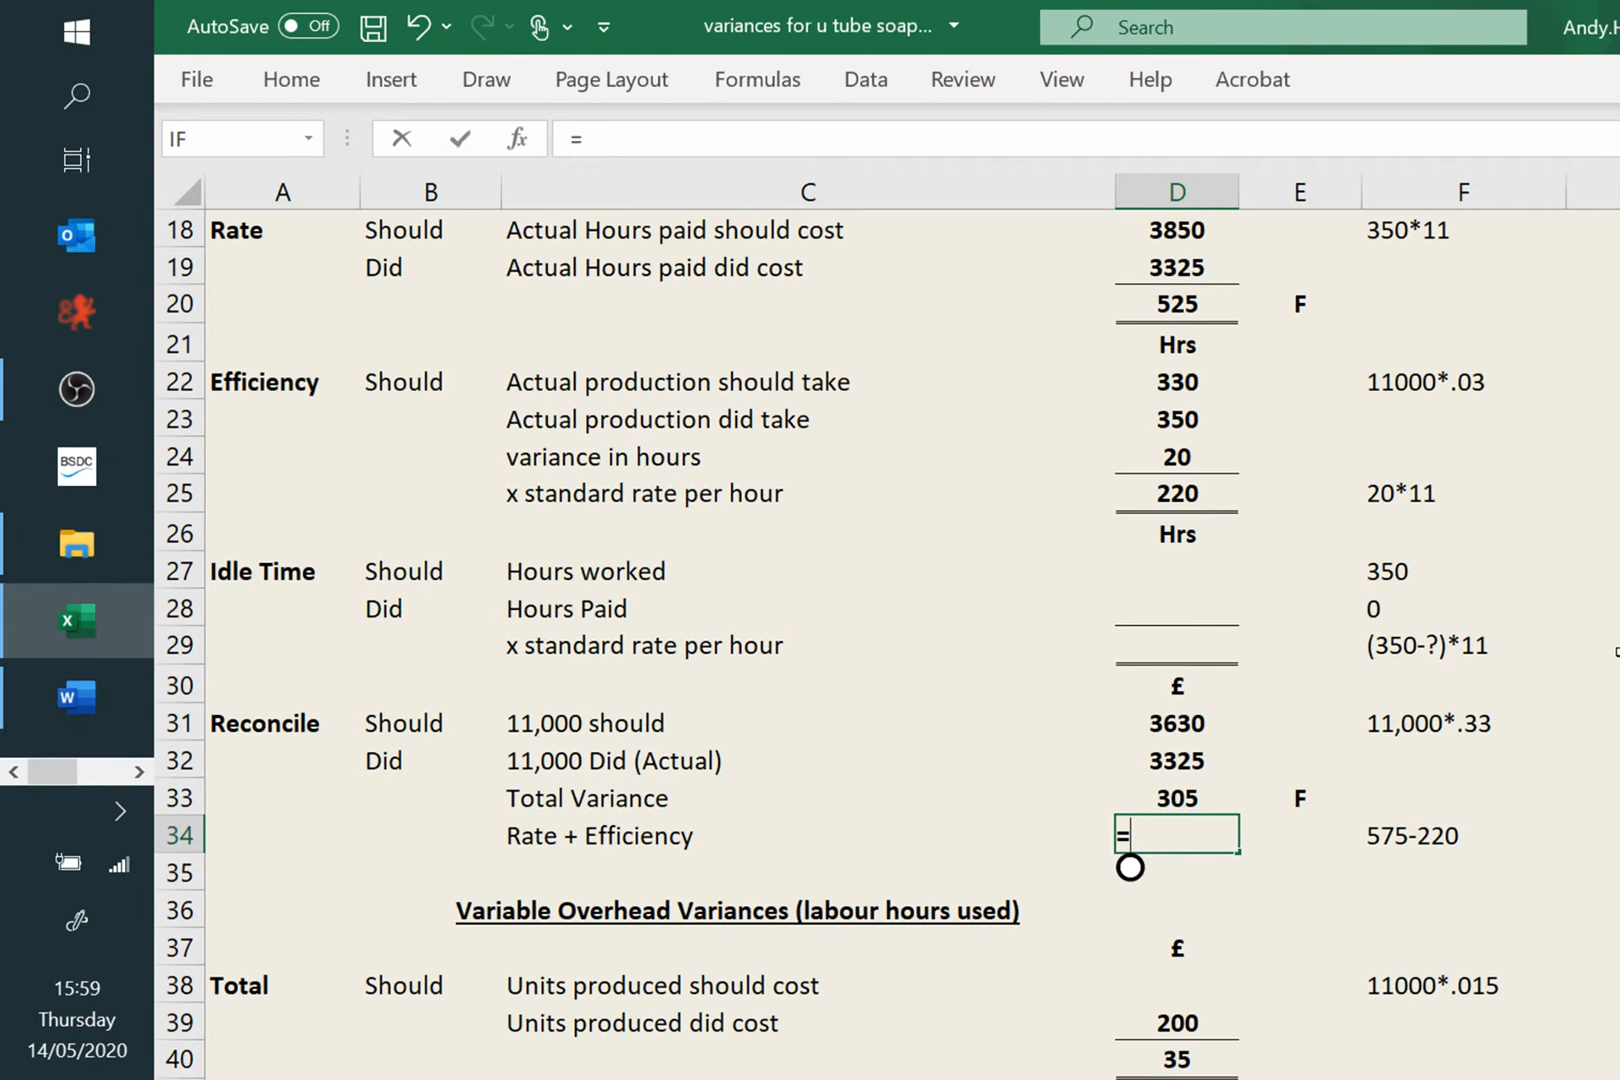 AutoSave Off variances for u tube soap... Search Andy.H
File Home Insert Draw Page Layout Formulas Data Review View Help Acrobat
IF fx =
A B C D E F
18 Rate Should Actual Hours paid should cost 3850 350*11
19 Did Actual Hours paid did cost 3325
20 525 F
21 Hrs
22 Efficiency Should Actual production should take 330 11000*.03
23 Actual production did take 350
24 variance in hours 20
25 x standard rate per hour 220 20*11
26 Hrs
27 Idle Time Should Hours worked 350
28 Did Hours Paid 0
29 x standard rate per hour (350-?)*11
30 £
31 Reconcile Should 11,000 should 3630 11,000*.33
32 Did 11,000 Did (Actual) 3325
33 Total Variance 305 F
34 Rate + Efficiency = 575-220
35
36 Variable Overhead Variances (labour hours used)
37 £
38 Total Should Units produced should cost 11000*.015
39 Units produced did cost 200
40 35
BSDC
15:59
Thursday
14/05/2020